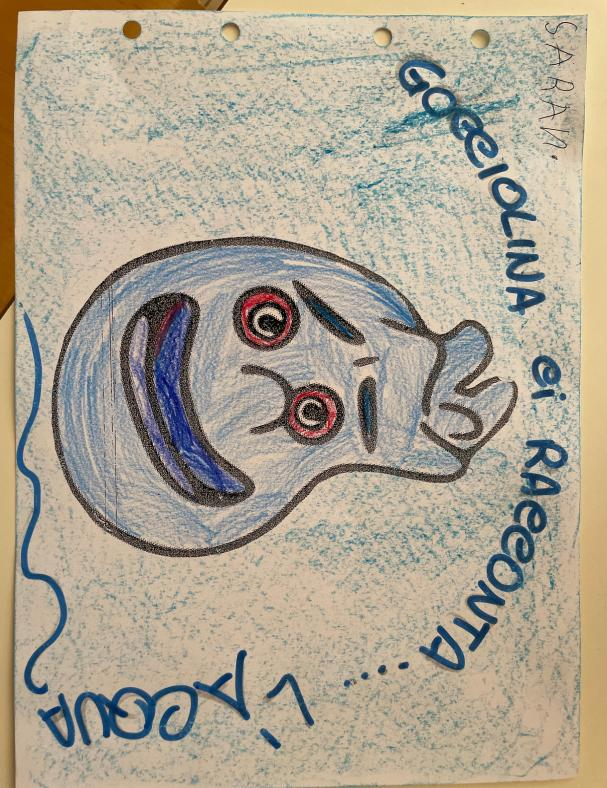 SARAH.
GOCCIOLINA ci RACCONTA ....
L'ACQUA